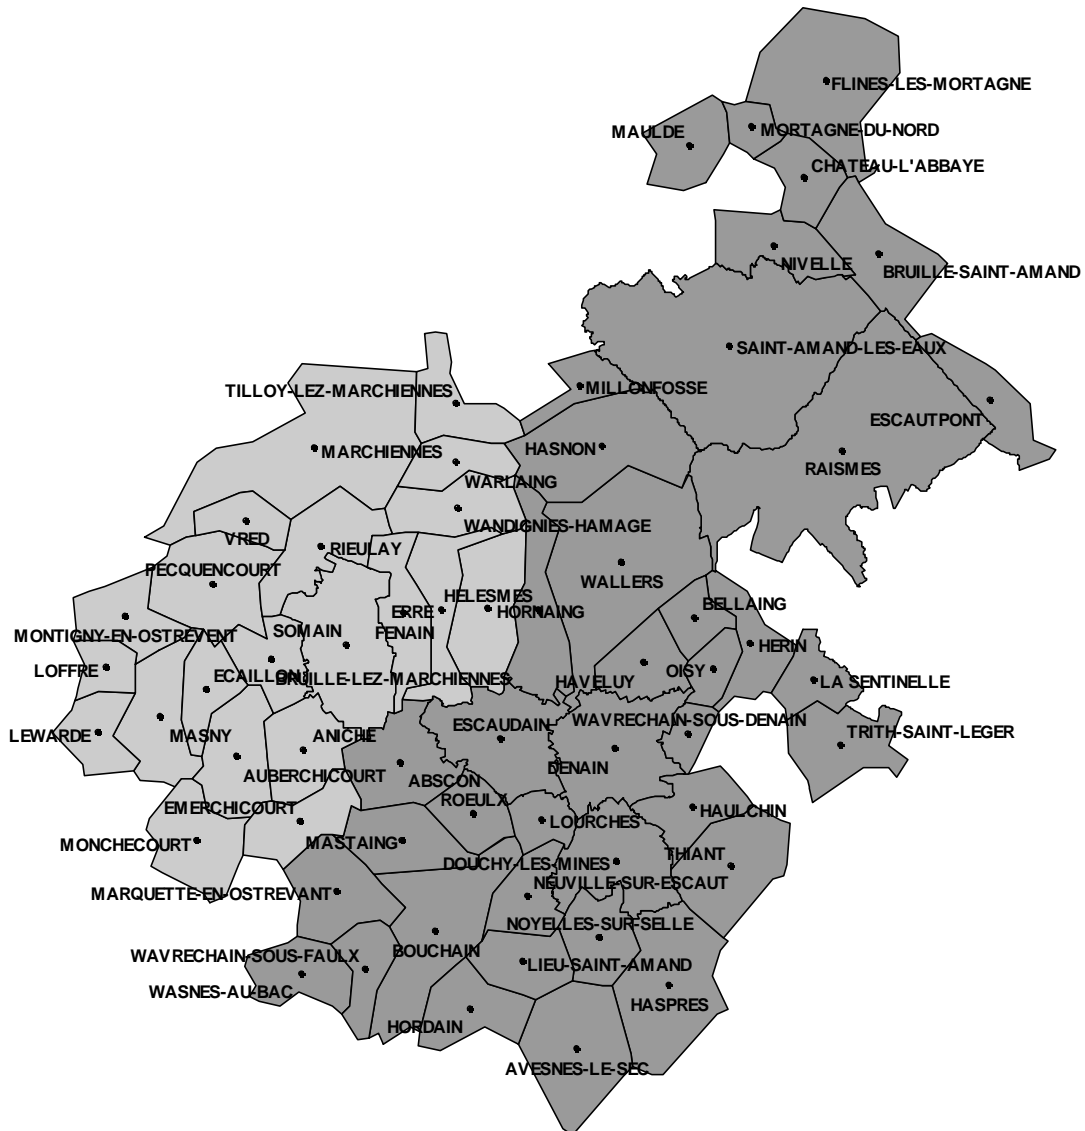 FLINES-LES-MORTAGNE
MAULDE
MORTAGNE-DU-NORD
CHATEAU-L'ABBAYE
NIVELLE
BRUILLE-SAINT-AMAND
SAINT-AMAND-LES-EAUX
MILLONFOSSE
TILLOY-LEZ-MARCHIENNES
ESCAUTPONT
MARCHIENNES
HASNON
RAISMES
WARLAING
WANDIGNIES-HAMAGE
VRED
RIEULAY
PECQUENCOURT
WALLERS
HELESMES
BELLAING
ERRE
HORNAING
MONTIGNY-EN-OSTREVENT
SOMAIN
FENAIN
HERIN
LOFFRE
ECAILLON
BRUILLE-LEZ-MARCHIENNES
HAVELUY
OISY
LA SENTINELLE
WAVRECHAIN-SOUS-DENAIN
ESCAUDAIN
LEWARDE
MASNY
ANICHE
TRITH-SAINT-LEGER
DENAIN
AUBERCHICOURT
ABSCON
ROEULX
EMERCHICOURT
HAULCHIN
LOURCHES
MONCHECOURT
MASTAING
THIANT
DOUCHY-LES-MINES
NEUVILLE-SUR-ESCAUT
MARQUETTE-EN-OSTREVANT
NOYELLES-SUR-SELLE
BOUCHAIN
WAVRECHAIN-SOUS-FAULX
LIEU-SAINT-AMAND
WASNES-AU-BAC
HASPRES
HORDAIN
AVESNES-LE-SEC